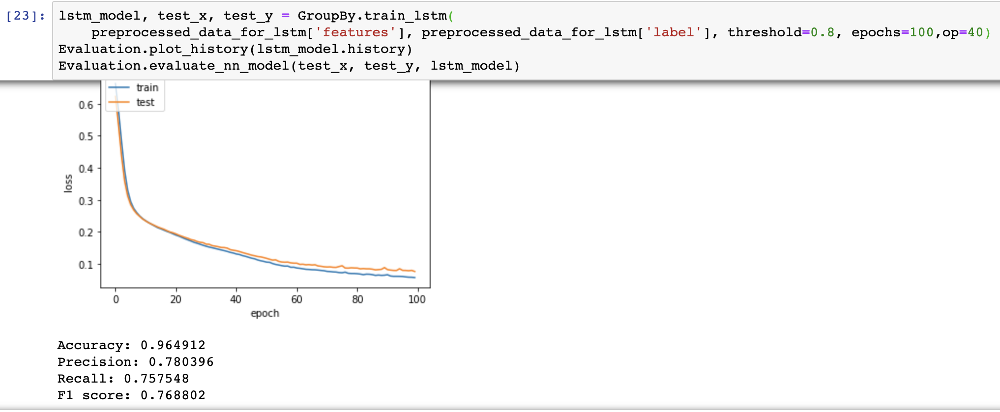 [23]: lstm_model, test_x, test_y = GroupBy.train_lstm(
    preprocessed_data_for_lstm['features'], preprocessed_data_for_lstm['label'], threshold=0.8, epochs=100,op=40)
Evaluation.plot_history(lstm_model.history)
Evaluation.evaluate_nn_model(test_x, test_y, lstm_model)
train
test
0.6
0.5
0.4
0.3
0.2
0.1
loss
0 20 40 60 80 100
epoch
Accuracy: 0.964912
Precision: 0.780396
Recall: 0.757548
F1 score: 0.768802